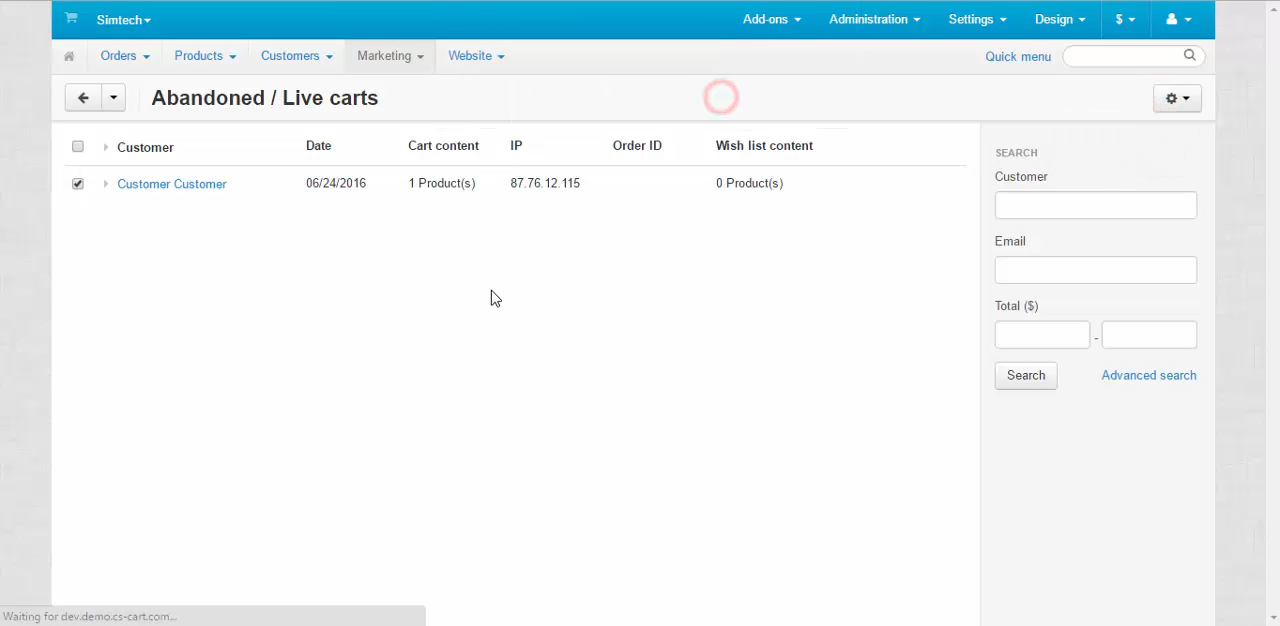 Simtech Add-ons Administration Settings Design $
Orders Products Customers Marketing Website Quick menu
Abandoned / Live carts
Customer Date Cart content IP Order ID Wish list content
Customer Customer 06/24/2016 1 Product(s) 87.76.12.115 0 Product(s)
SEARCH
Customer
Email
Total ($)
-
Search Advanced search
Waiting for dev.demo.cs-cart.com...